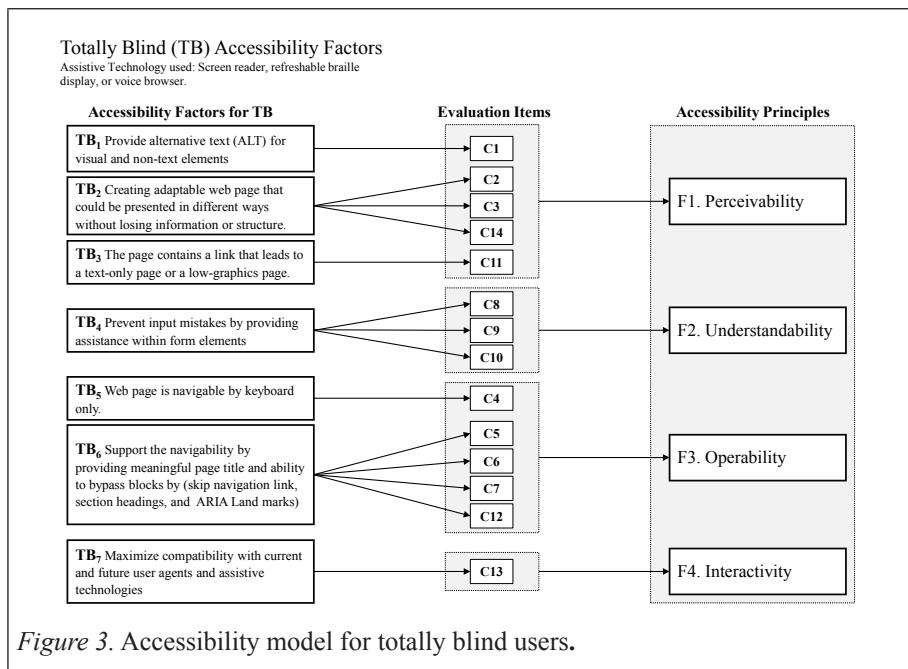 Totally Blind (TB) Accessibility Factors
Assistive Technology used: Screen reader, refreshable braille
display, or voice browser.
Accessibility Factors for TB
Evaluation Items
Accessibility Principles
TB1 Provide alternative text (ALT) for
visual and non-text elements
C1
TB2 Creating adaptable web page that
could be presented in different ways
without losing information or structure.
C2
C3
C14
TB3 The page contains a link that leads to
a text-only page or a low-graphics page.
C11
F1. Perceivability
TB4 Prevent input mistakes by providing
assistance within form elements
C8
C9
C10
F2. Understandability
TB5 Web page is navigable by keyboard
only.
C4
TB6 Support the navigability by
providing meaningful page title and ability
to bypass blocks by (skip navigation link,
section headings, and ARIA Land marks)
C5
C6
C7
C12
F3. Operability
TB7 Maximize compatibility with current
and future user agents and assistive
technologies
C13
F4. Interactivity
Figure 3. Accessibility model for totally blind users.